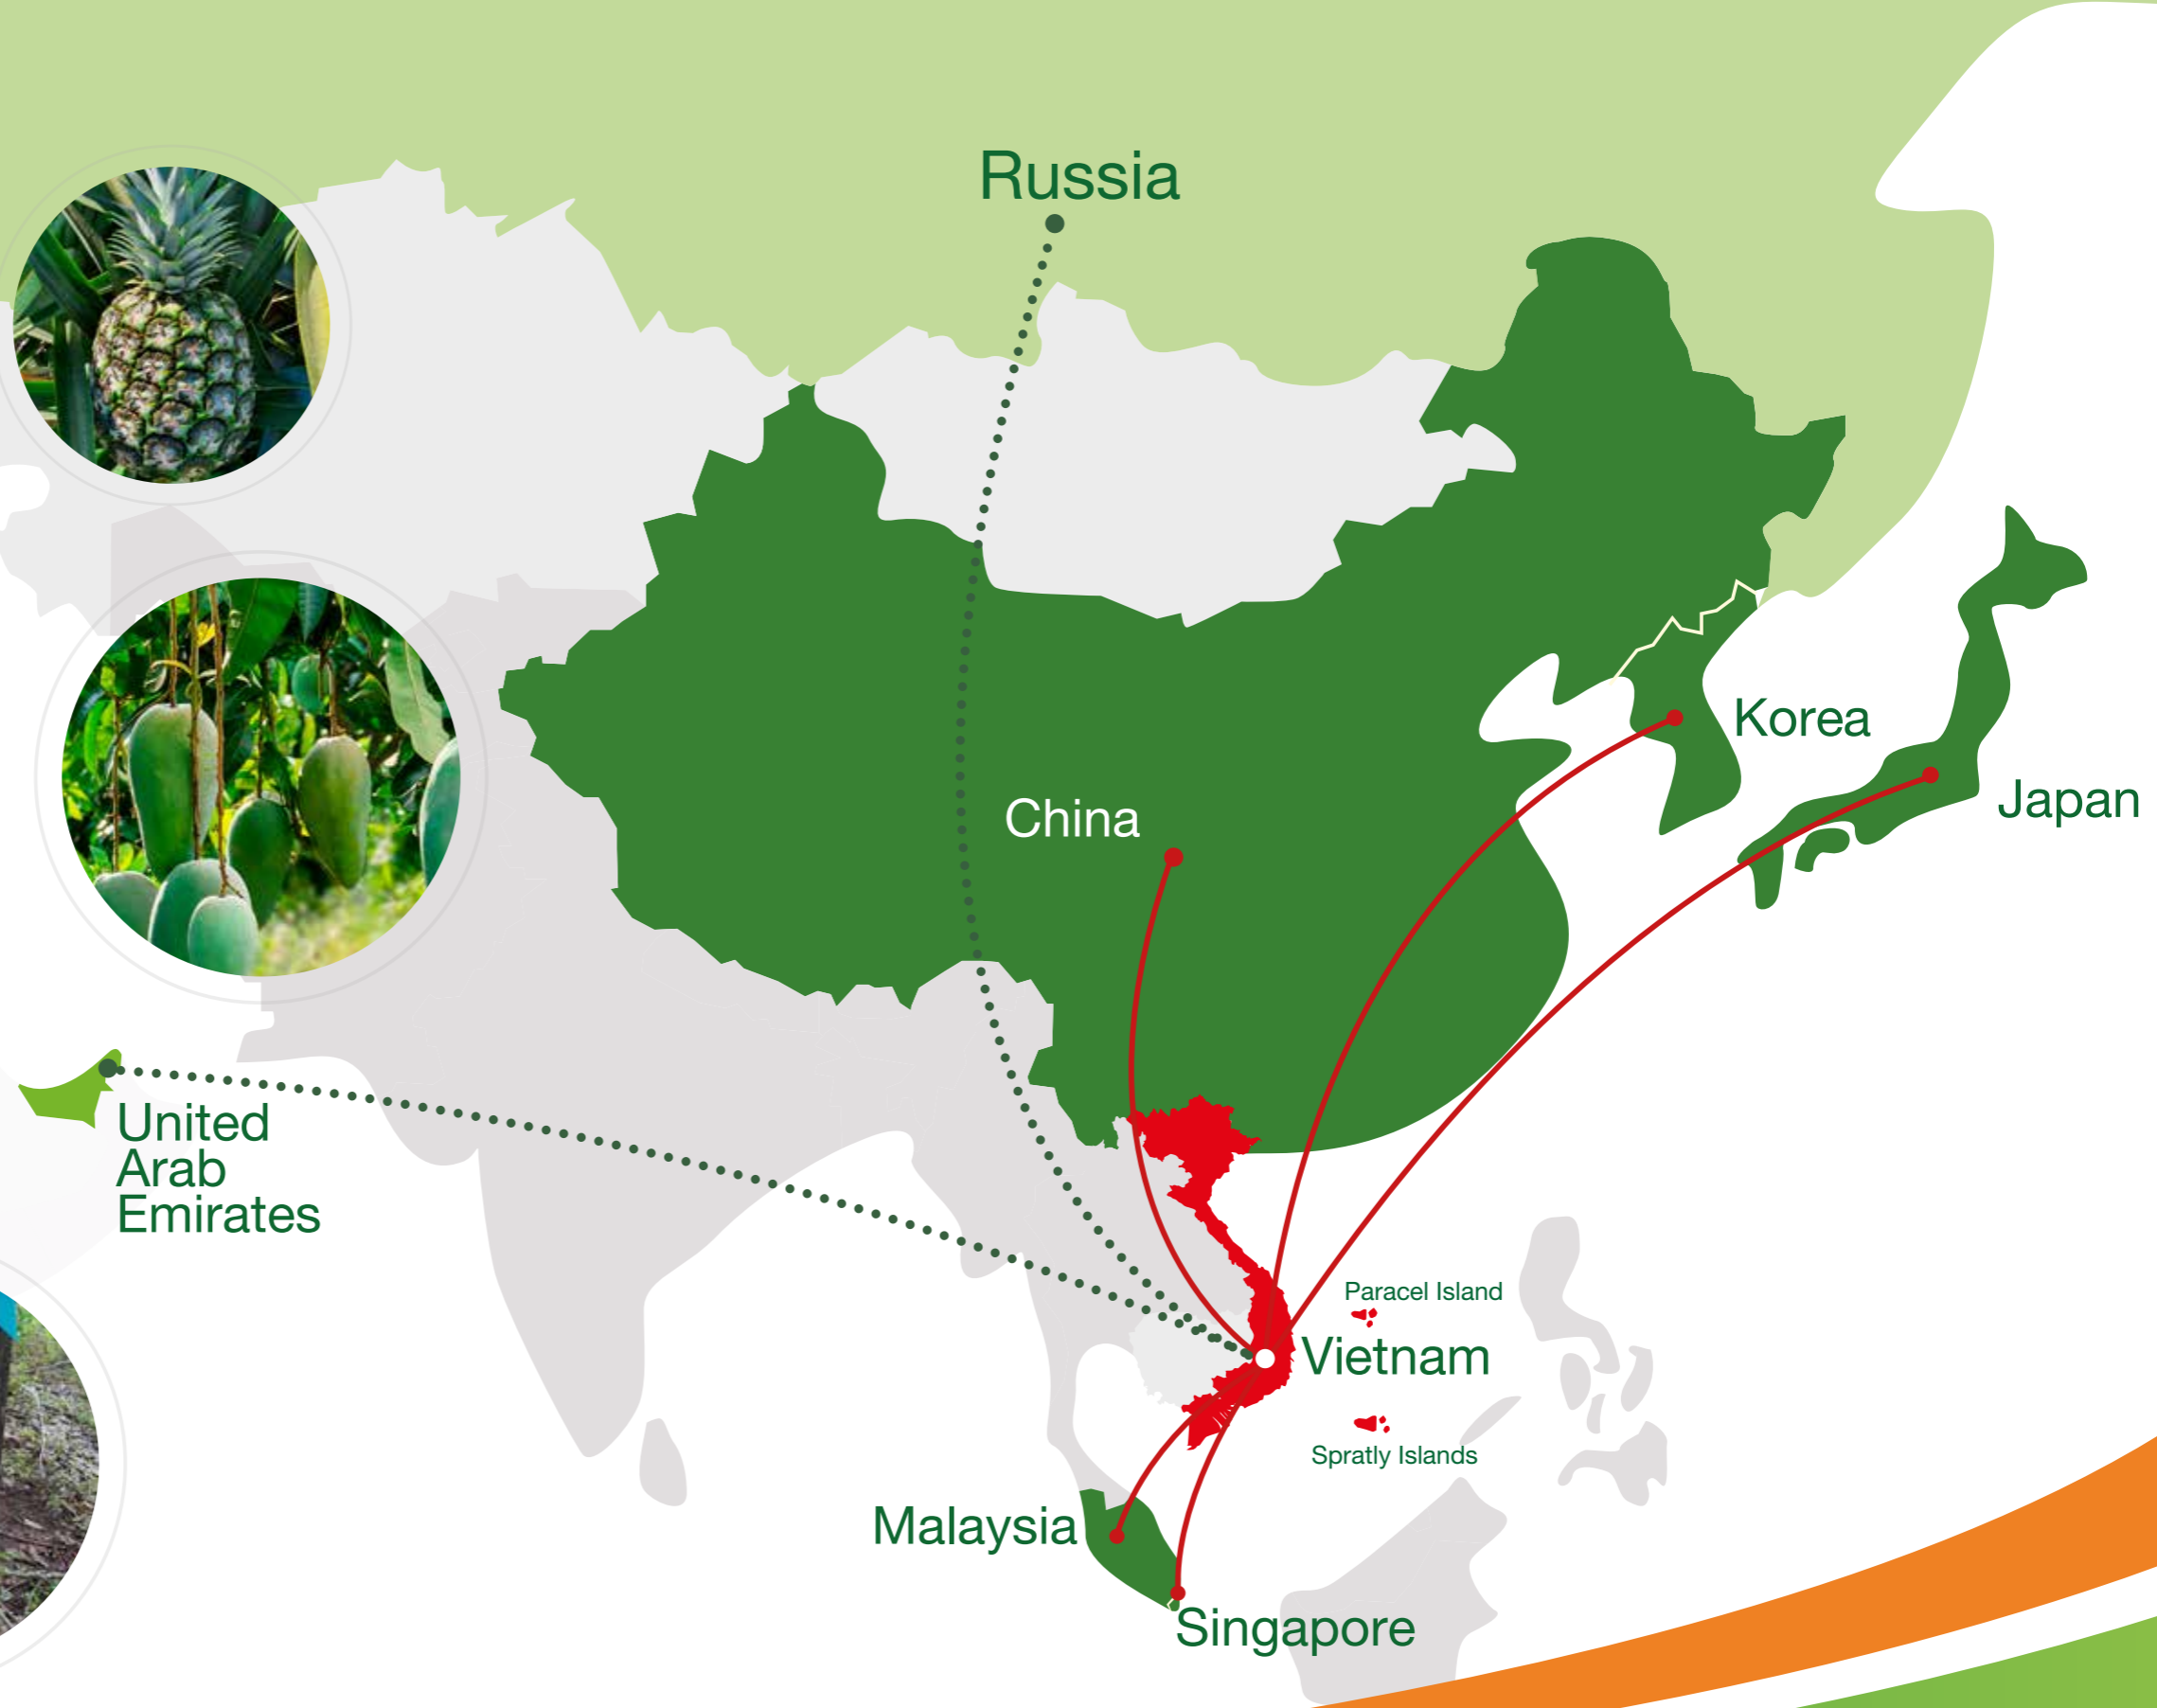 Russia
Korea
Japan
China
United
Arab
Emirates
Paracel Island
Vietnam
Spratly Islands
Malaysia
Singapore